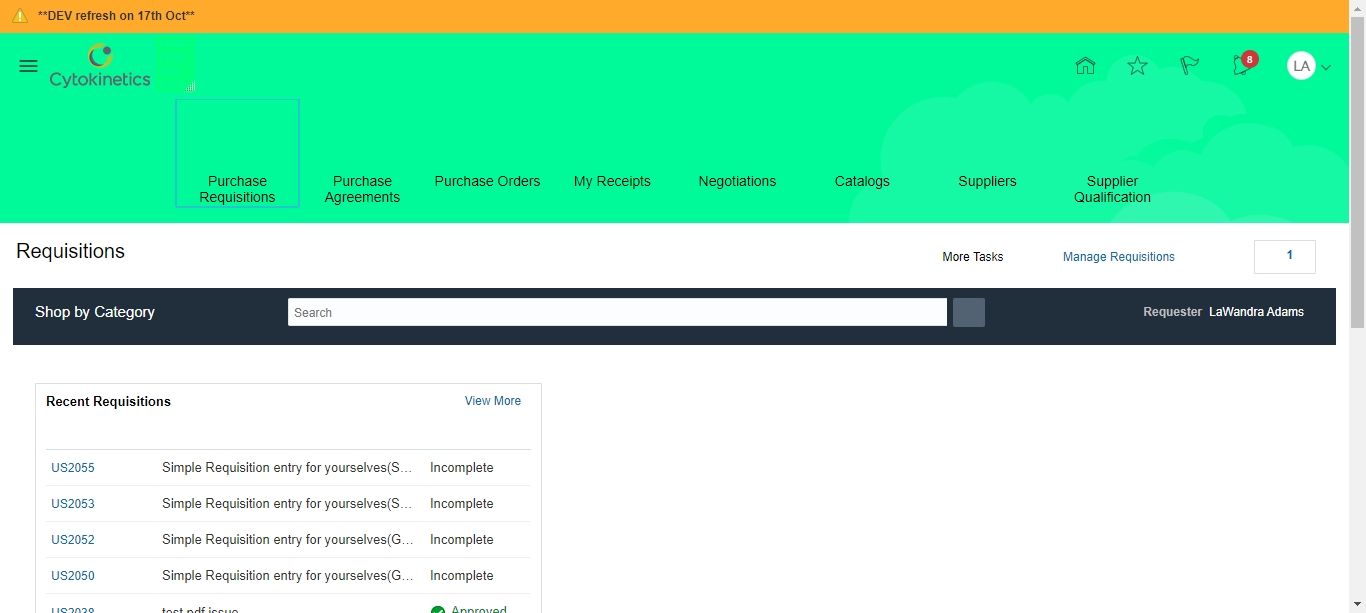 **DEV refresh on 17th Oct**
Cytokinetics
8
LA
Purchase Requisitions
Purchase Agreements
Purchase Orders
My Receipts
Negotiations
Catalogs
Suppliers
Supplier Qualification
Requisitions
More Tasks
Manage Requisitions
1
Shop by Category
Search
Requester LaWandra Adams
Recent Requisitions
View More
US2055 Simple Requisition entry for yourselves(S... Incomplete
US2053 Simple Requisition entry for yourselves(S... Incomplete
US2052 Simple Requisition entry for yourselves(G... Incomplete
US2050 Simple Requisition entry for yourselves(G... Incomplete
US2038 test pdf issue Approved